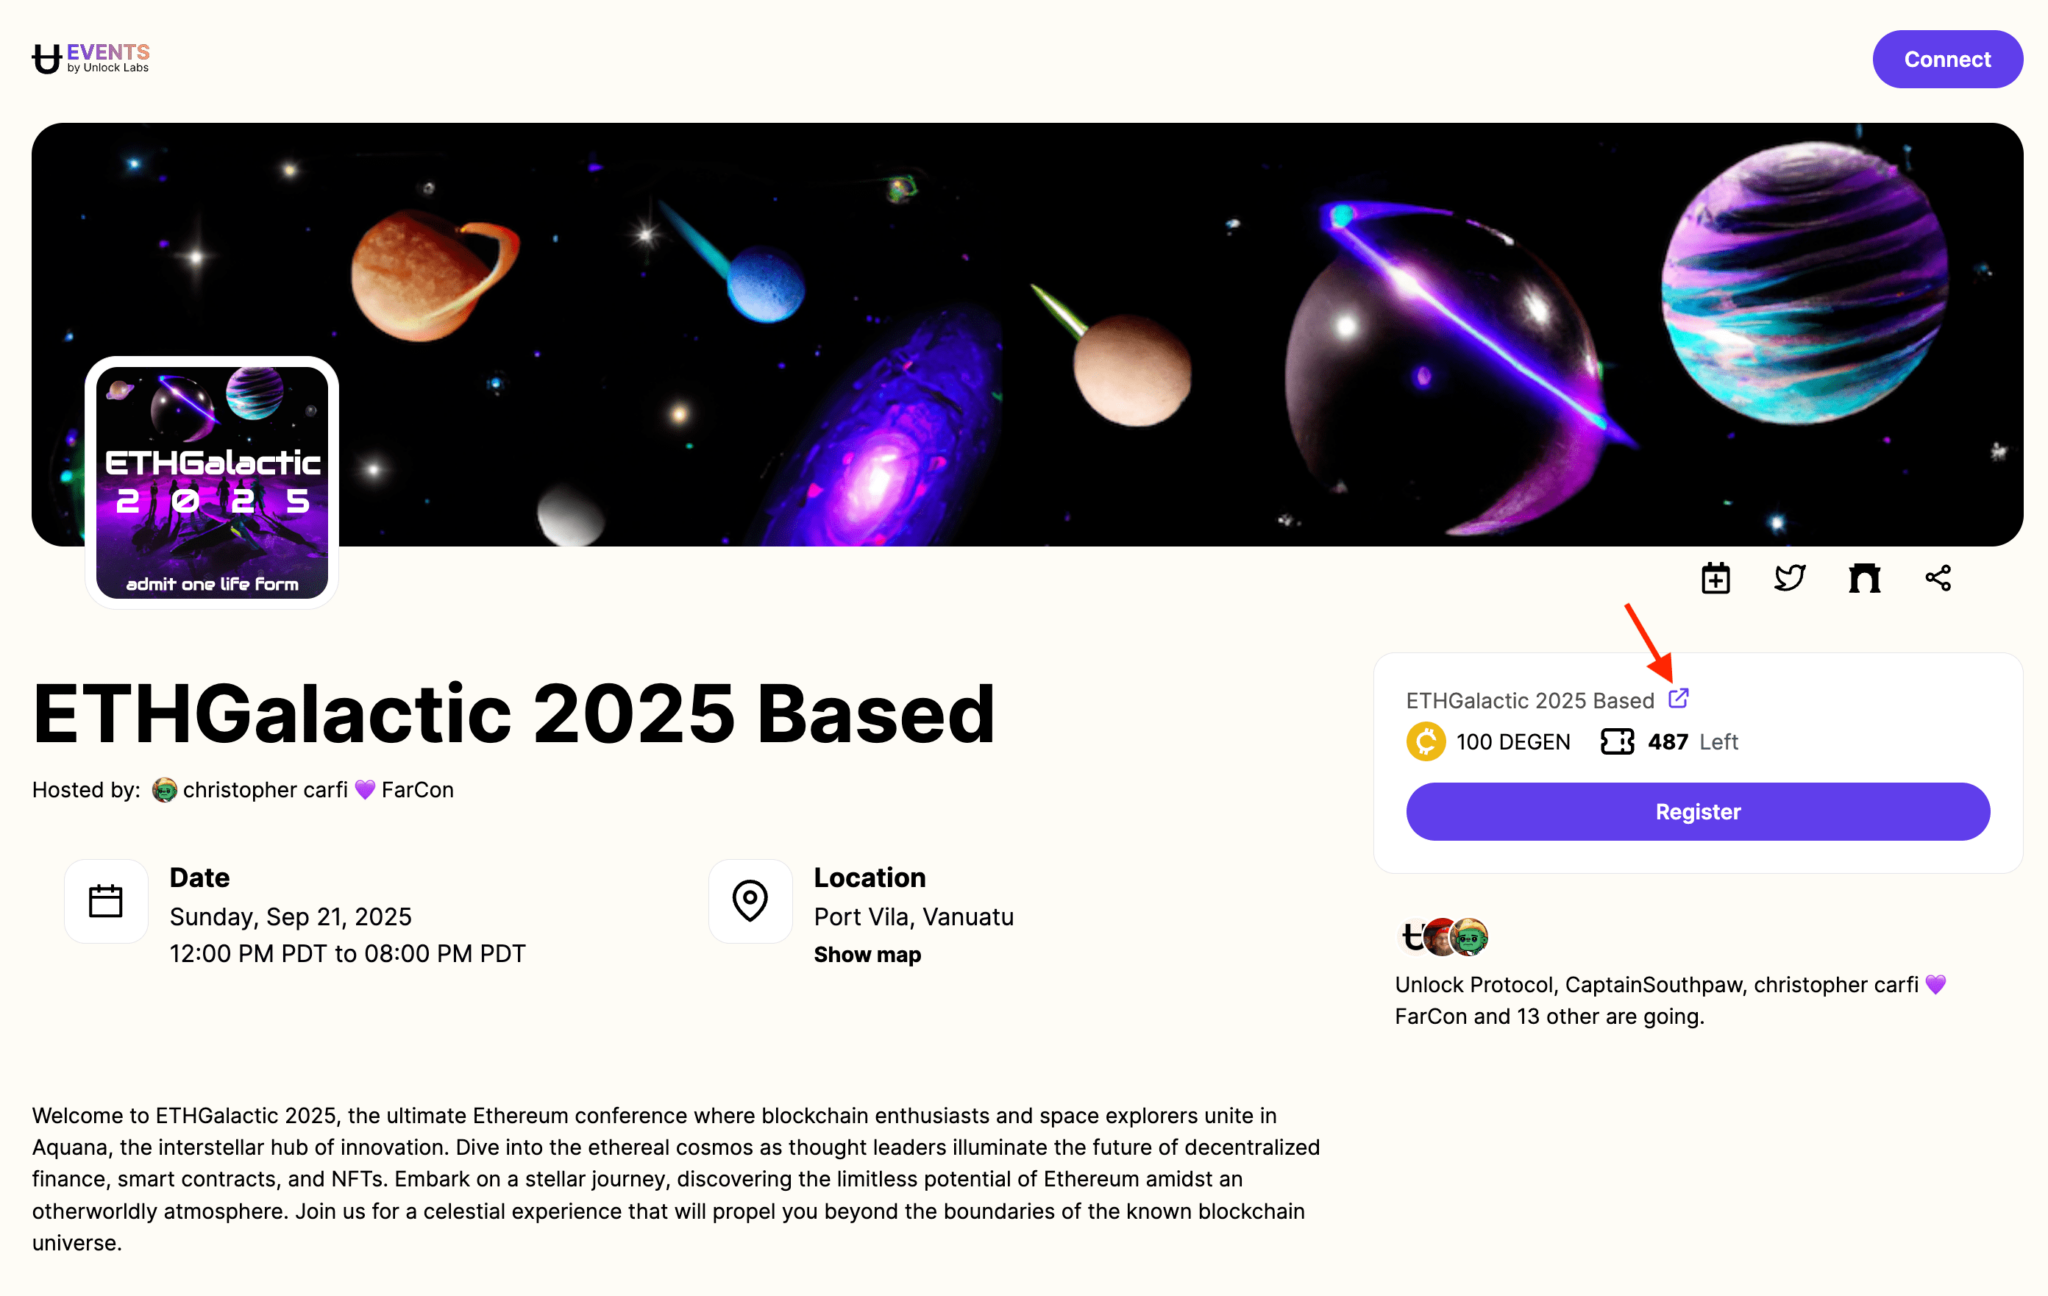 EVENTS
by Unlock Labs
Connect
ETHGalactic
2025
admit one life form
ETHGalactic 2025 Based
Hosted by: christopher carfi 💜 FarCon
Date
Sunday, Sep 21, 2025
12:00 PM PDT to 08:00 PM PDT
Location
Port Vila, Vanuatu
Show map
ETHGalactic 2025 Based
100 DEGEN 487 Left
Register
Unlock Protocol, CaptainSouthpaw, christopher carfi 💜
FarCon and 13 other are going.
Welcome to ETHGalactic 2025, the ultimate Ethereum conference where blockchain enthusiasts and space explorers unite in
Aquana, the interstellar hub of innovation. Dive into the ethereal cosmos as thought leaders illuminate the future of decentralized
finance, smart contracts, and NFTs. Embark on a stellar journey, discovering the limitless potential of Ethereum amidst an
otherworldly atmosphere. Join us for a celestial experience that will propel you beyond the boundaries of the known blockchain
universe.